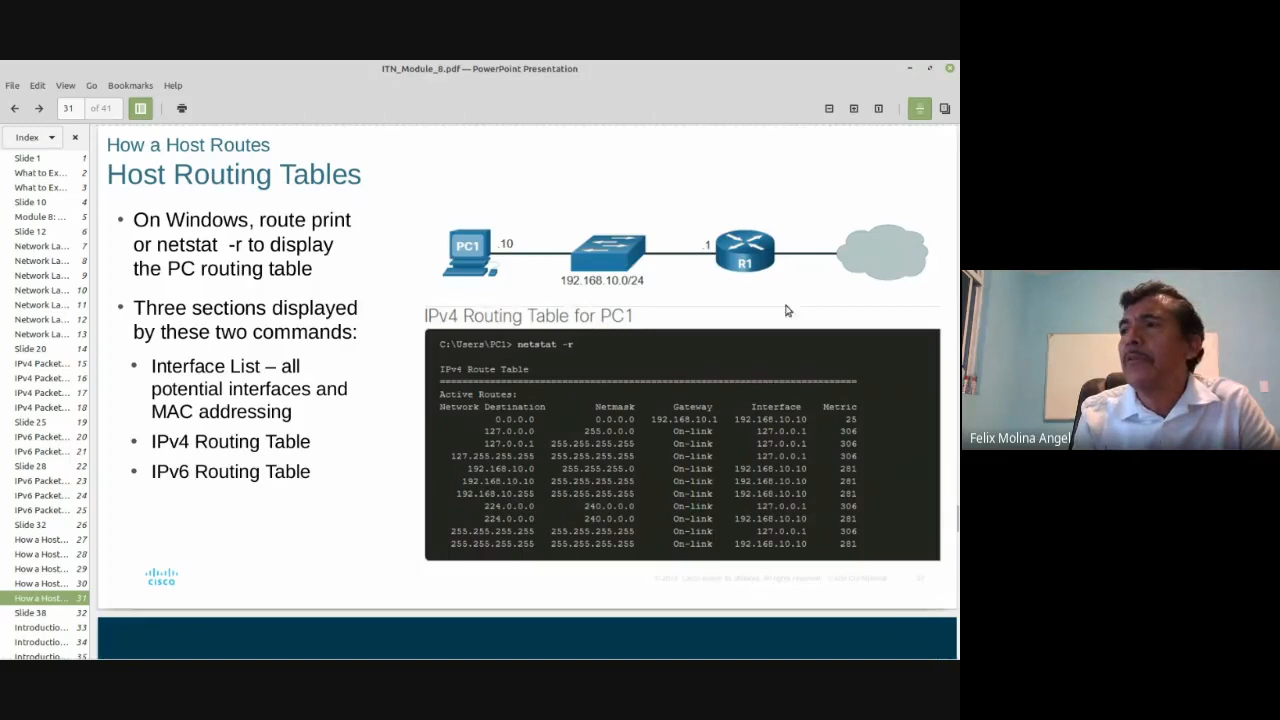 ITN_Module_8.pdf — PowerPoint Presentation
File Edit View Go Bookmarks Help
31 of 41
Index
Slide 1 1
What to Ex... 2
What to Ex... 3
Slide 10 4
Module 8: ... 5
Slide 12 6
Network La... 7
Network La... 8
Network La... 9
Network La... 10
Network La... 11
Network La... 12
Network La... 13
Slide 20 14
IPv4 Packet... 15
IPv4 Packet... 16
IPv4 Packet... 17
IPv4 Packet... 18
Slide 25 19
IPv6 Packet... 20
IPv6 Packet... 21
Slide 28 22
IPv6 Packet... 23
IPv6 Packet... 24
IPv6 Packet... 25
Slide 32 26
How a Host... 27
How a Host... 28
How a Host... 29
How a Host... 30
How a Host... 31
Slide 38 32
Introductio... 33
Introductio... 34
Introductio... 35
How a Host Routes
Host Routing Tables
• On Windows, route print
or netstat -r to display
the PC routing table
• Three sections displayed
by these two commands:
• Interface List – all
potential interfaces and
MAC addressing
• IPv4 Routing Table
• IPv6 Routing Table
cisco
PC1 .10 .1 R1
192.168.10.0/24
IPv4 Routing Table for PC1
C:\Users\PC1> netstat -r
IPv4 Route Table
Active Routes:
Network Destination Netmask Gateway Interface Metric
0.0.0.0 0.0.0.0 192.168.10.1 192.168.10.10 25
127.0.0.0 255.0.0.0 On-link 127.0.0.1 306
127.0.0.1 255.255.255.255 On-link 127.0.0.1 306
127.255.255.255 255.255.255.255 On-link 127.0.0.1 306
192.168.10.0 255.255.255.0 On-link 192.168.10.10 281
192.168.10.10 255.255.255.255 On-link 192.168.10.10 281
192.168.10.255 255.255.255.255 On-link 192.168.10.10 281
224.0.0.0 240.0.0.0 On-link 127.0.0.1 306
224.0.0.0 240.0.0.0 On-link 192.168.10.10 281
255.255.255.255 255.255.255.255 On-link 127.0.0.1 306
255.255.255.255 255.255.255.255 On-link 192.168.10.10 281
Felix Molina Angel